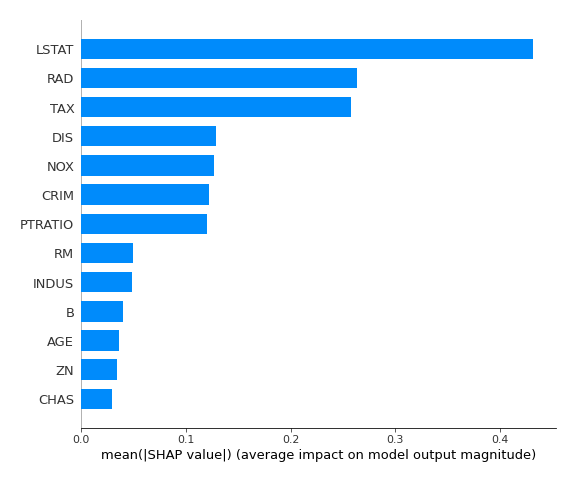 LSTAT
RAD
TAX
DIS
NOX
CRIM
PTRATIO
RM
INDUS
B
AGE
ZN
CHAS
0.0 0.1 0.2 0.3 0.4
mean(|SHAP value|) (average impact on model output magnitude)